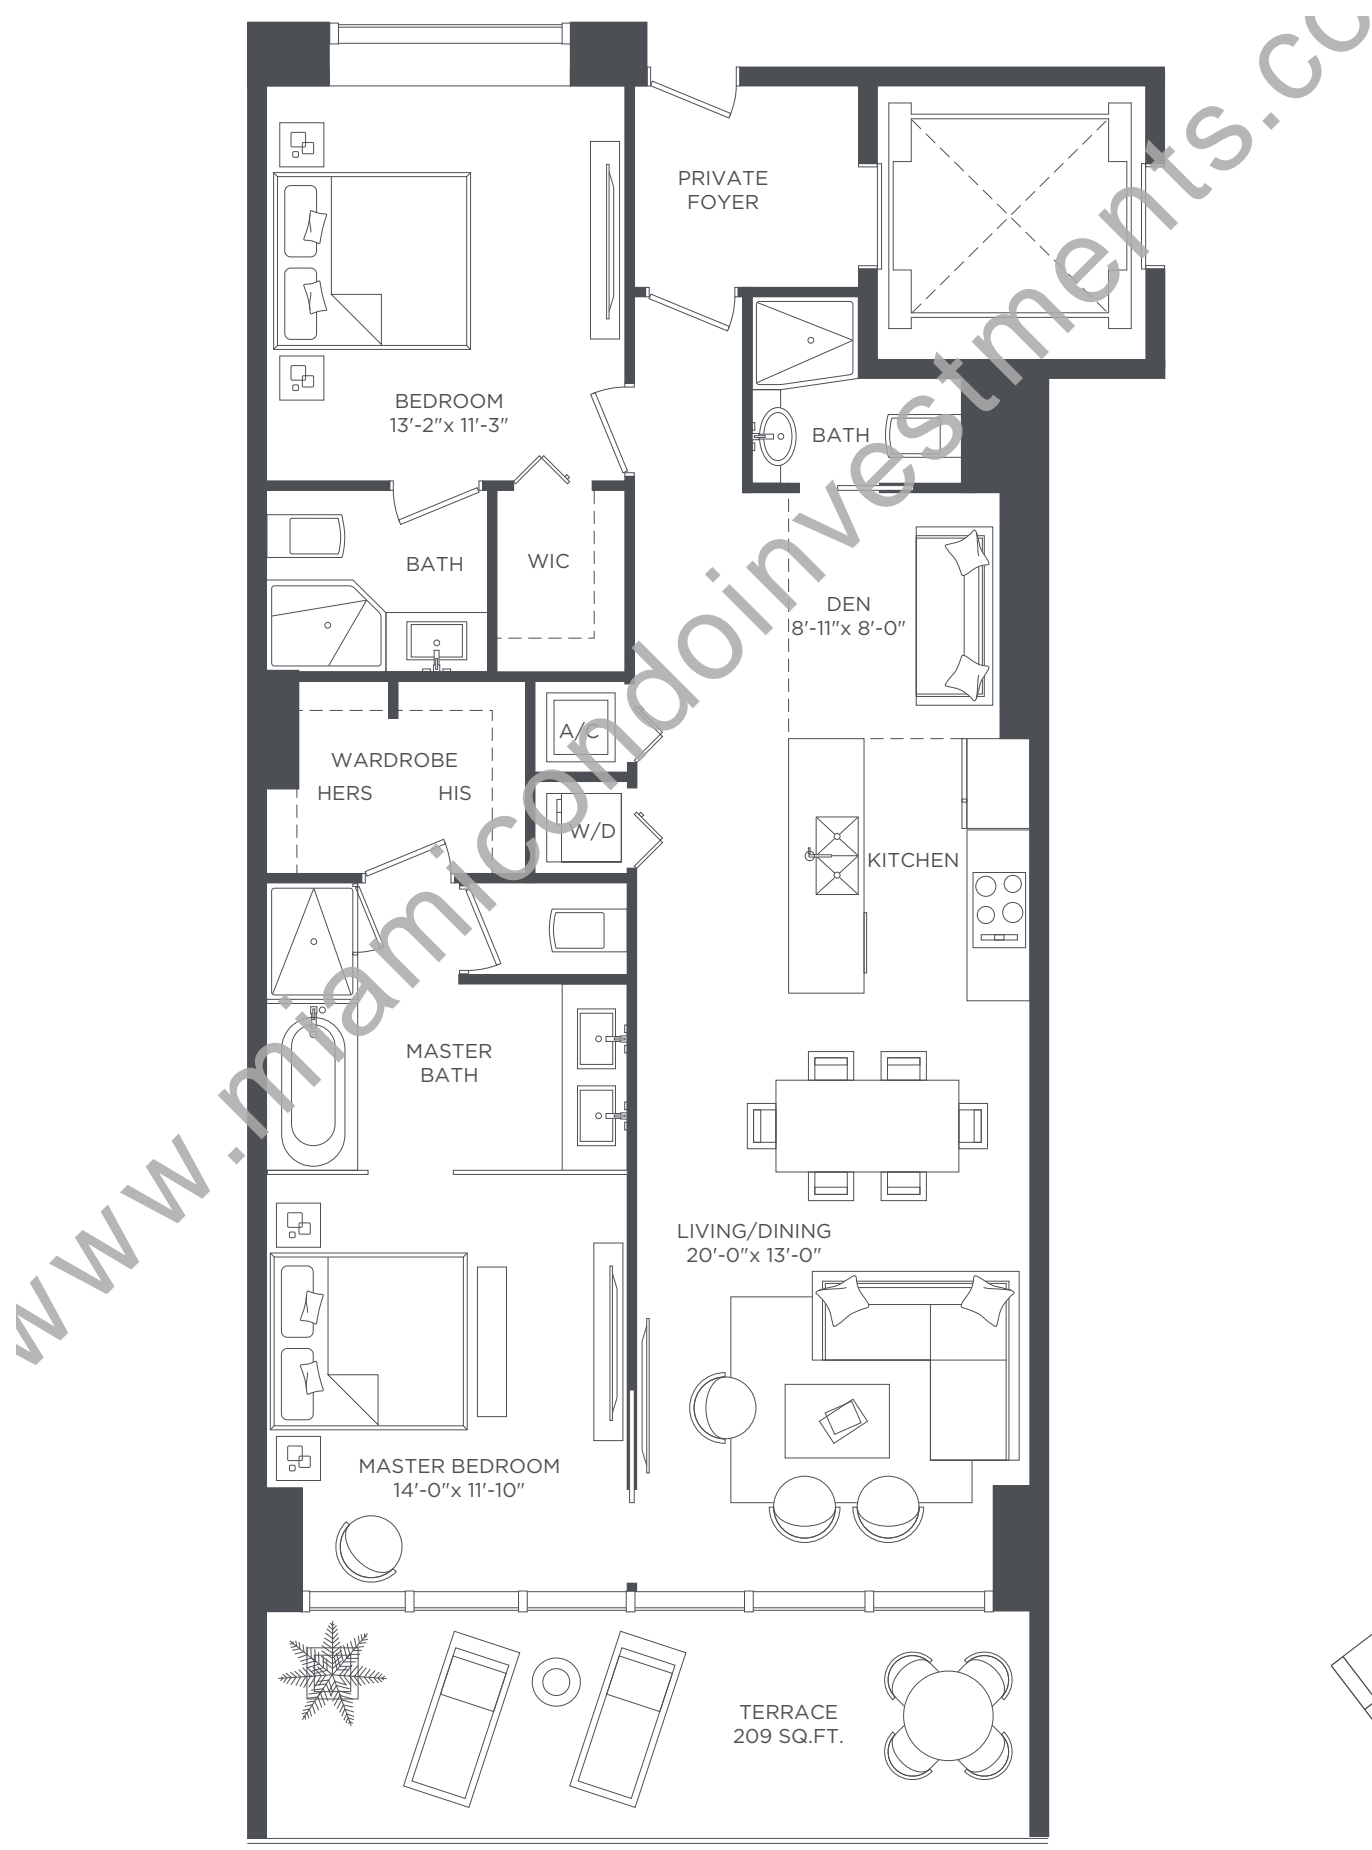 PRIVATE
FOYER
BEDROOM
13'-2"x 11'-3"
BATH
BATH
WIC
DEN
8'-11"x 8'-0"
A/C
WARDROBE
HERS HIS
W/D
KITCHEN
MASTER
BATH
LIVING/DINING
20'-0"x 13'-0"
MASTER BEDROOM
14'-0"x 11'-10"
TERRACE
209 SQ.FT.
www.miamicondoinvestments.co